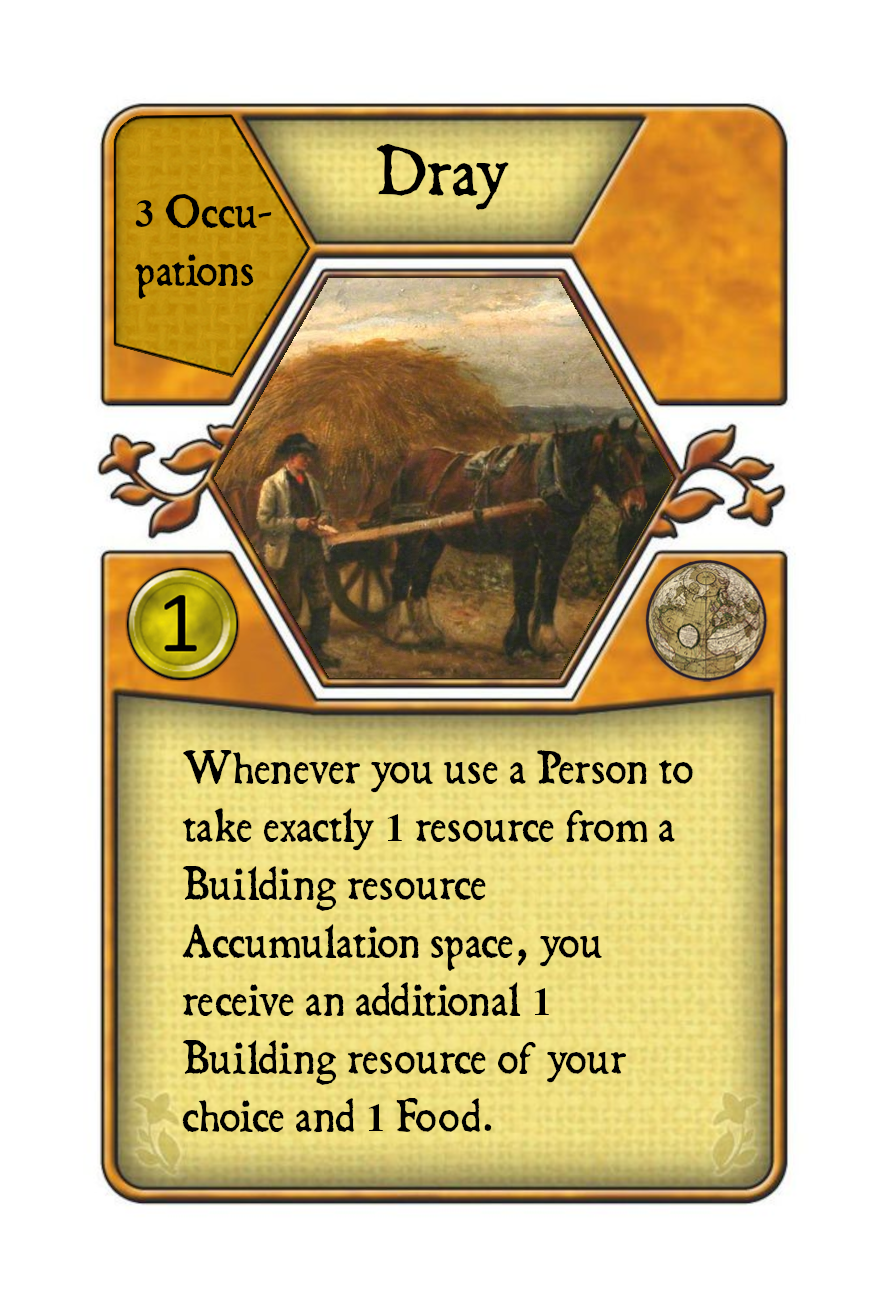 Dray
3 Occu-
pations
1
Whenever you use a Person to
take exactly 1 resource from a
Building resource
Accumulation space, you
receive an additional 1
Building resource of your
choice and 1 Food.